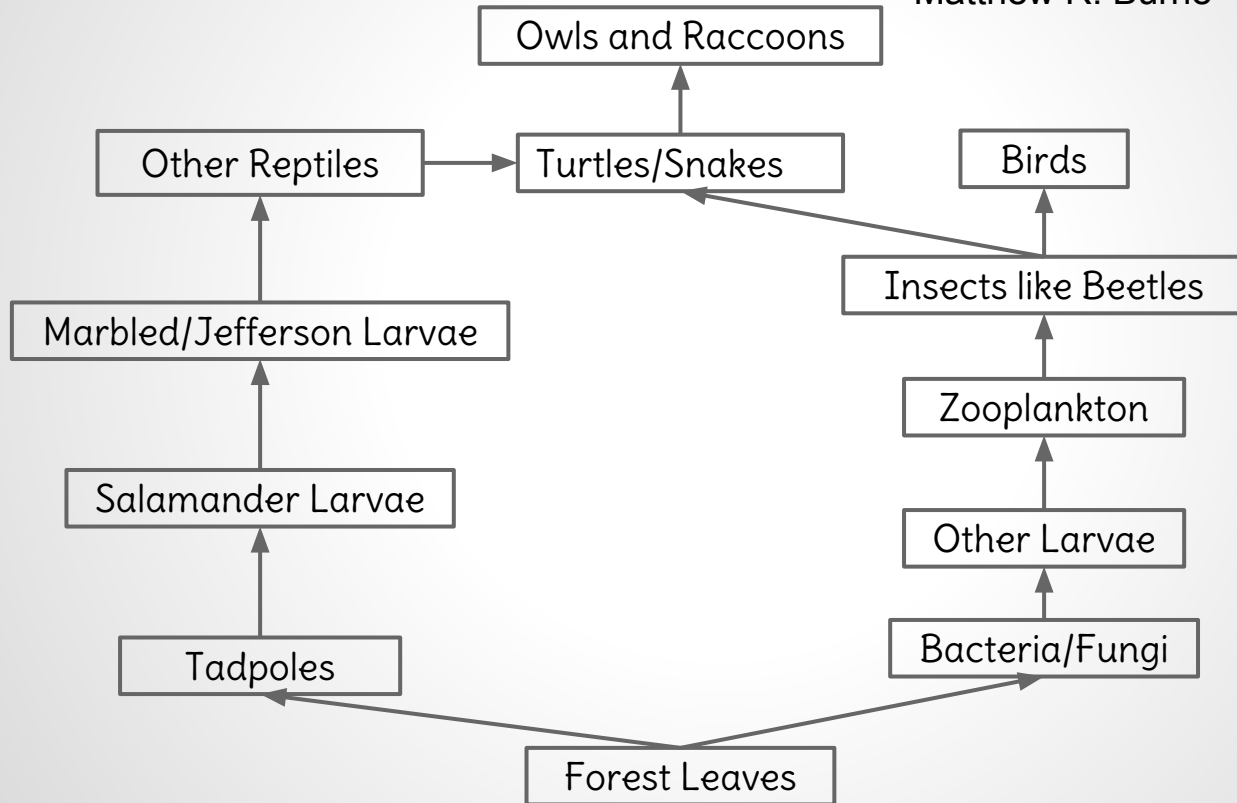 Matthew R. Burne
Owls and Raccoons
Other Reptiles
Turtles/Snakes
Birds
Insects like Beetles
Marbled/Jefferson Larvae
Zooplankton
Salamander Larvae
Other Larvae
Tadpoles
Bacteria/Fungi
Forest Leaves